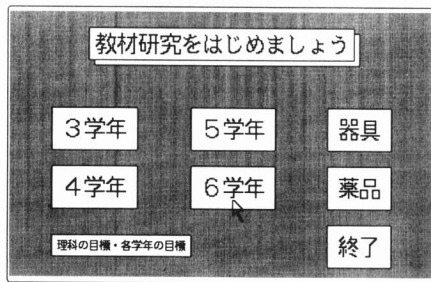 教材研究をはじめましょう
3学年
5学年
器具
4学年
6学年
薬品
理科の目標・各学年の目標
終了